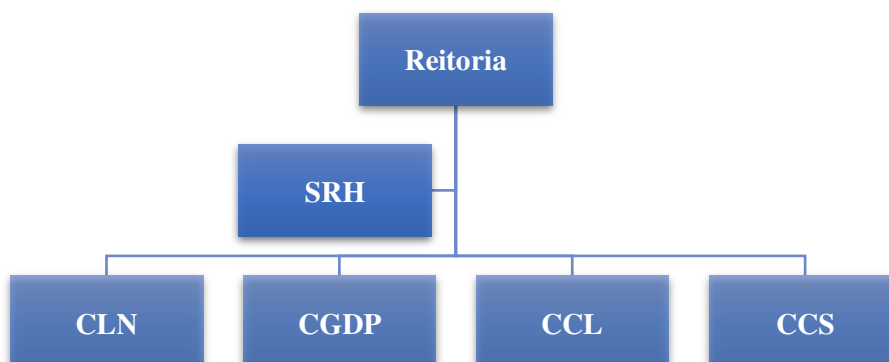 Reitoria
SRH
CLN
CGDP
CCL
CCS